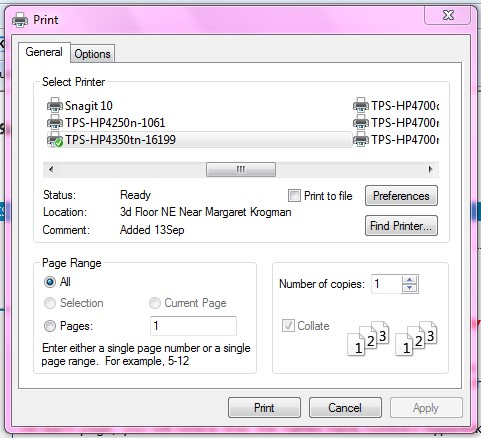 Print
General
Options
Select Printer
Snagit 10
TPS-HP4250n-1061
TPS-HP4350tn-16199
TPS-HP4700
TPS-HP4700
TPS-HP4700
Status: Ready
Print to file
Preferences
Location: 3d Floor NE Near Margaret Krogman
Comment: Added 13Sep
Find Printer...
Page Range
All
Selection
Current Page
Pages: 1
Enter either a single page number or a single
page range. For example, 5-12
Number of copies: 1
Collate
1 2 3
1 2 3
Print
Cancel
Apply